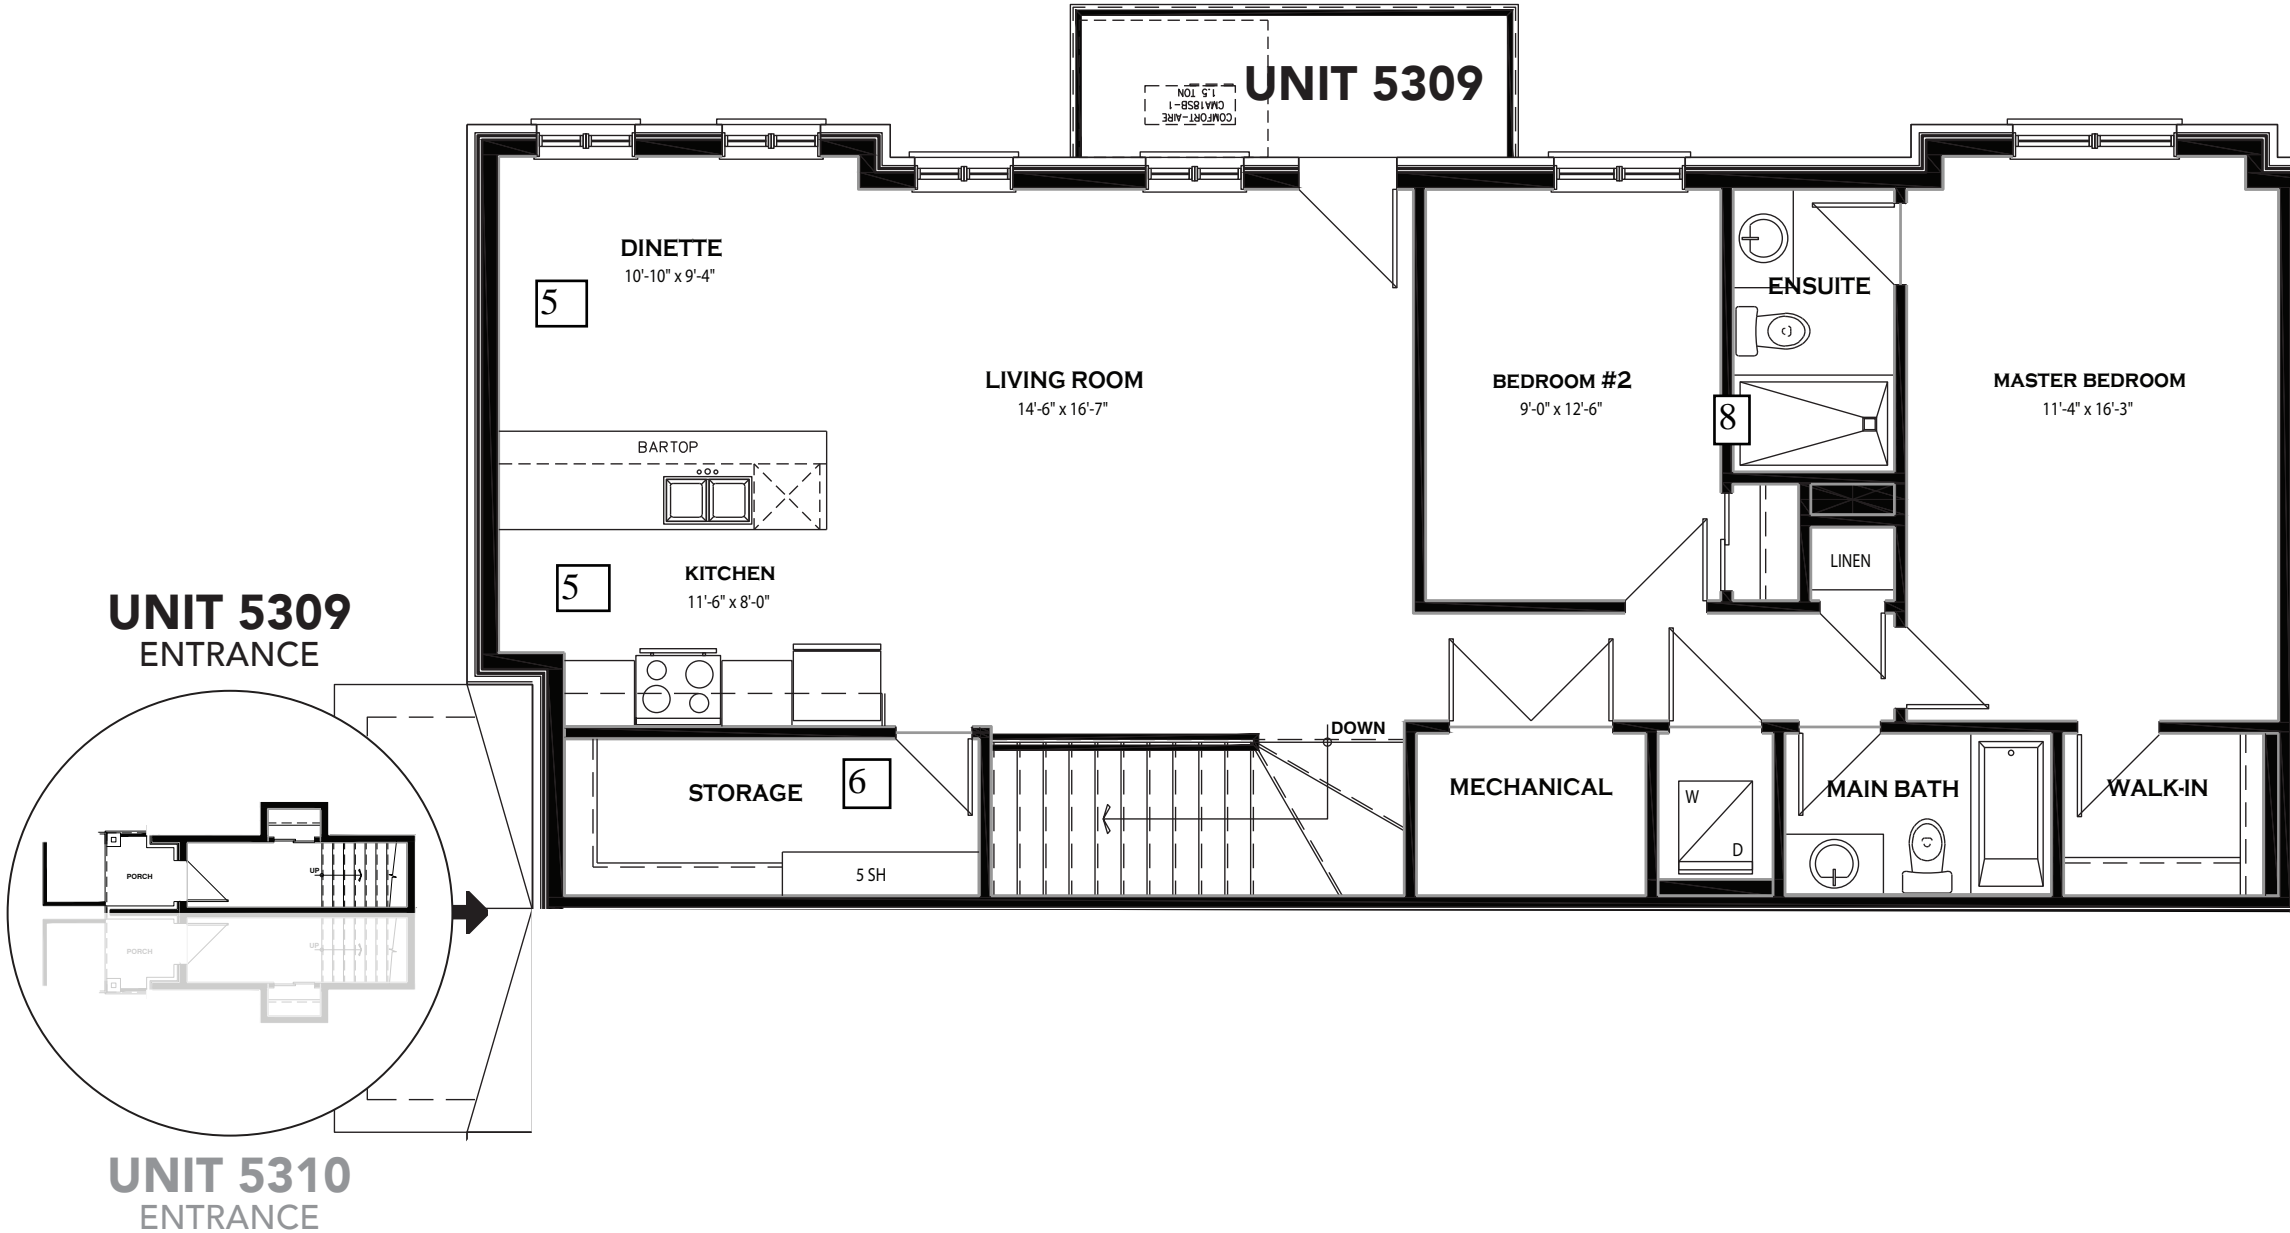 UNIT 5309
COMFORT-AIRE
CMA18SB-1
1.5 TON
DINETTE
10'-10" x 9'-4"
5
ENSUITE
LIVING ROOM
14'-6" x 16'-7"
BEDROOM #2
9'-0" x 12'-6"
8
MASTER BEDROOM
11'-4" x 16'-3"
BARTOP
KITCHEN
11'-6" x 8'-0"
5
LINEN
UNIT 5309
ENTRANCE
DOWN
STORAGE
6
MECHANICAL
W
D
MAIN BATH
WALK-IN
5 SH
PORCH
UP
PORCH
UP
UNIT 5310
ENTRANCE